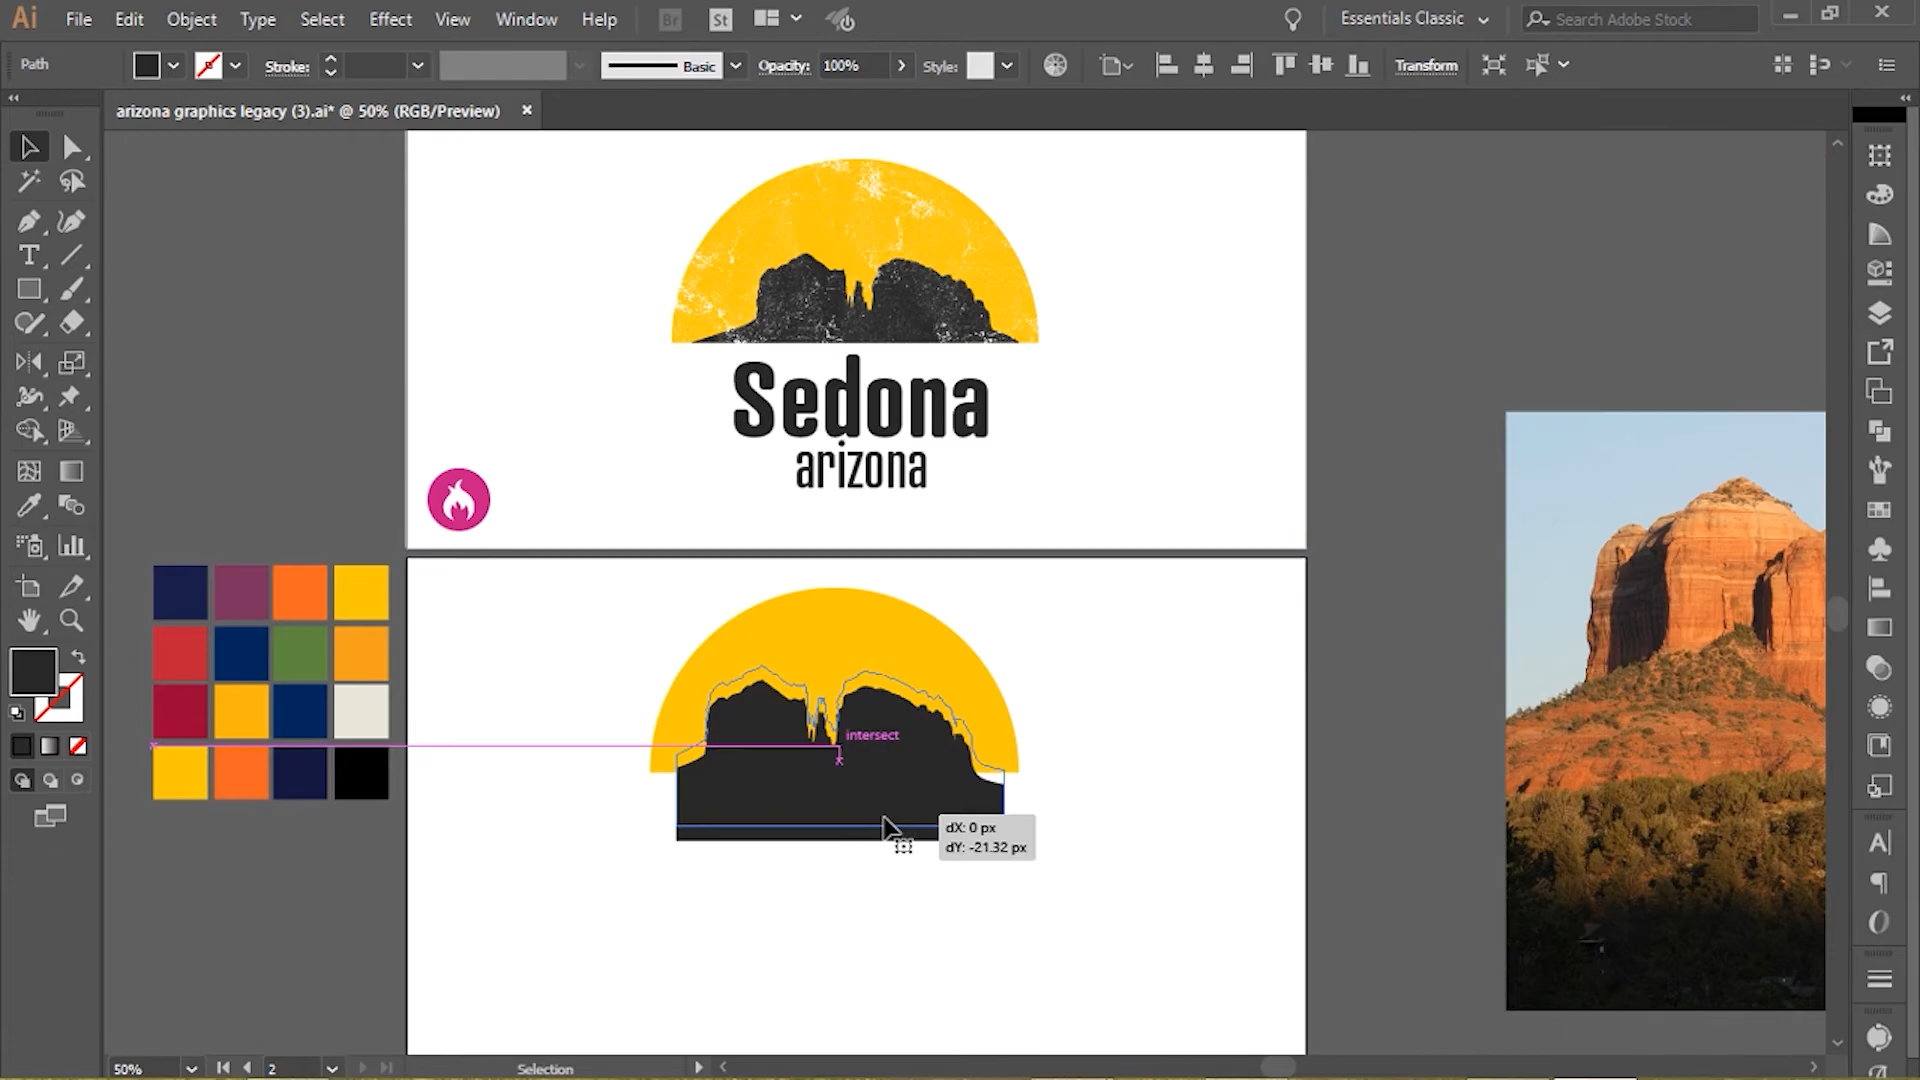 Ai File Edit Object Type Select Effect View Window Help Br St Essentials Classic Search Adobe Stock
Path Stroke: Basic Opacity: 100% Style: Transform
arizona graphics legacy (3).ai* @ 50% (RGB/Preview)
Sedona
arizona
intersect
dX: 0 px
dY: -21.32 px
50% 2 Selection